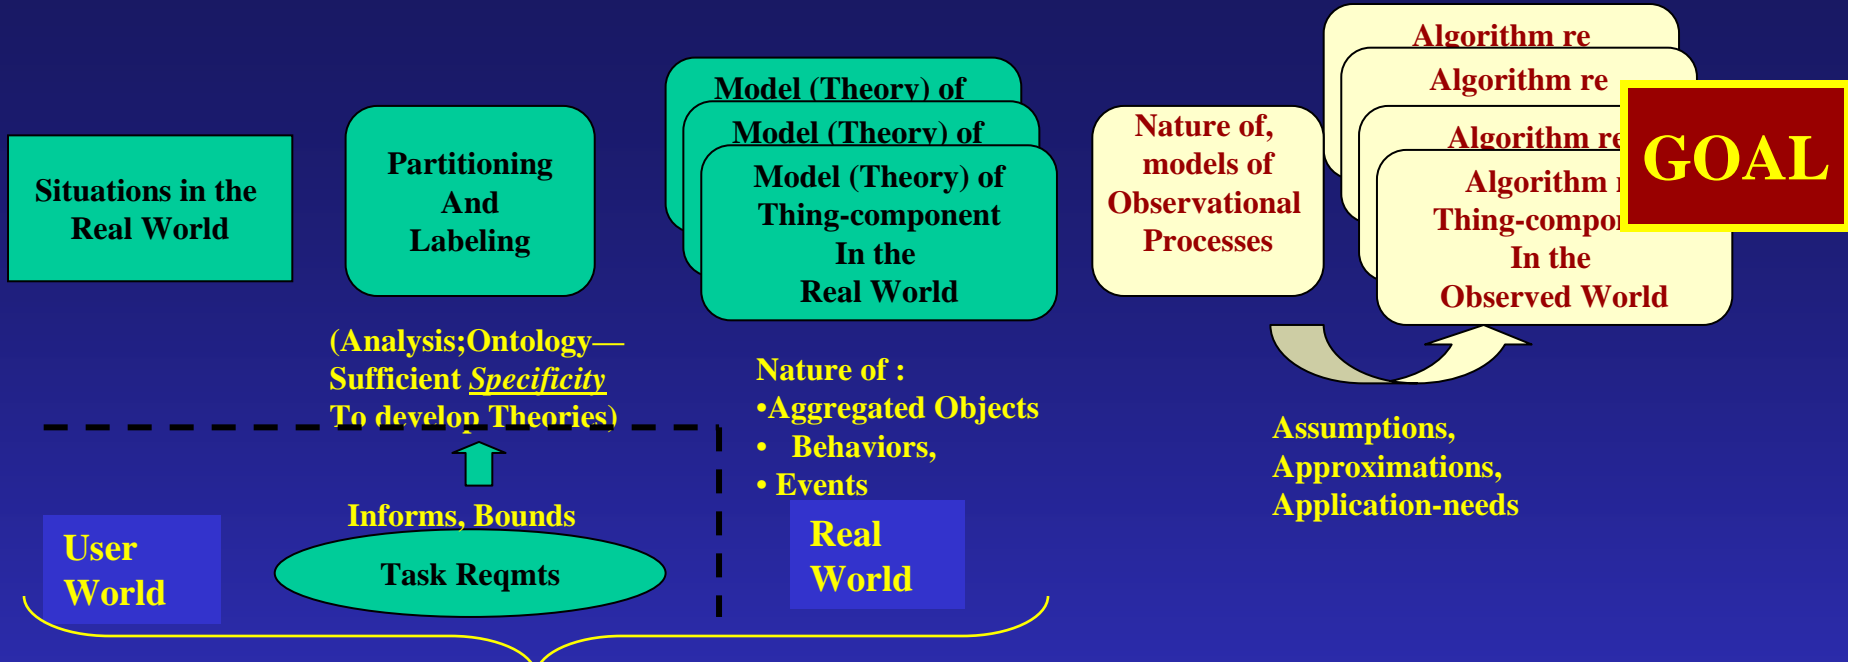 Situations in the
Real World
Partitioning
And
Labeling
(Analysis;Ontology—
Sufficient Specificity
To develop Theories)
Informs, Bounds
Task Reqmts
User
World
Model (Theory) of
Model (Theory) of
Model (Theory) of
Thing-component
In the
Real World
Nature of :
•Aggregated Objects
• Behaviors,
• Events
Real
World
Nature of,
models of
Observational
Processes
Algorithm re
Algorithm re
Algorithm re
Algorithm
Thing-compon
In the
Observed World
GOAL
Assumptions,
Approximations,
Application-needs